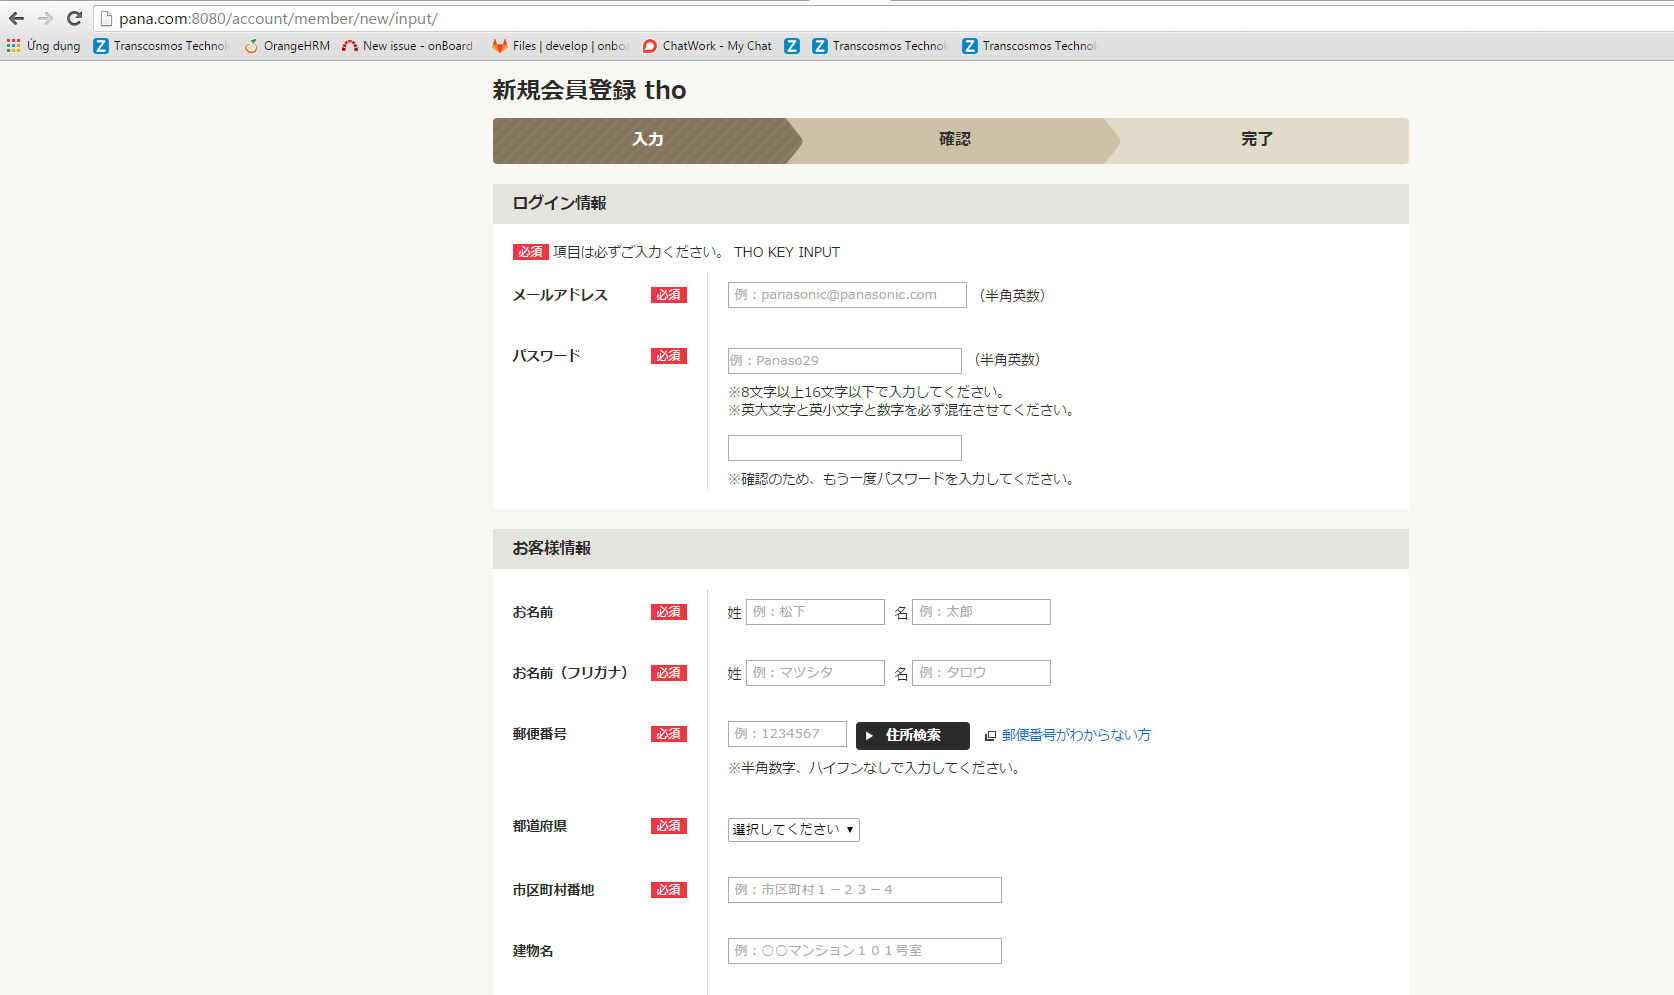 pana.com:8080/account/member/new/input/
Ứng dụng Transcosmos Technol OrangeHRM New issue - onBoard Files | develop | onbo ChatWork - My Chat Transcosmos Technol Transcosmos Technol
新規会員登録 tho
入力 確認 完了
ログイン情報
必須 項目は必ずご入力ください。 THO KEY INPUT
メールアドレス 必須 例：panasonic@panasonic.com （半角英数）
パスワード 必須 例：Panaso29 （半角英数）
※8文字以上16文字以下で入力してください。
※英大文字と英小文字と数字を必ず混在させてください。
※確認のため、もう一度パスワードを入力してください。
お客様情報
お名前 必須 姓 例：松下 名 例：太郎
お名前（フリガナ） 必須 姓 例：マツシタ 名 例：タロウ
郵便番号 必須 例：1234567 住所検索 郵便番号がわからない方
※半角数字、ハイフンなしで入力してください。
都道府県 必須 選択してください
市区町村番地 必須 例：市区町村１－２３－４
建物名 例：○○マンション１０１号室